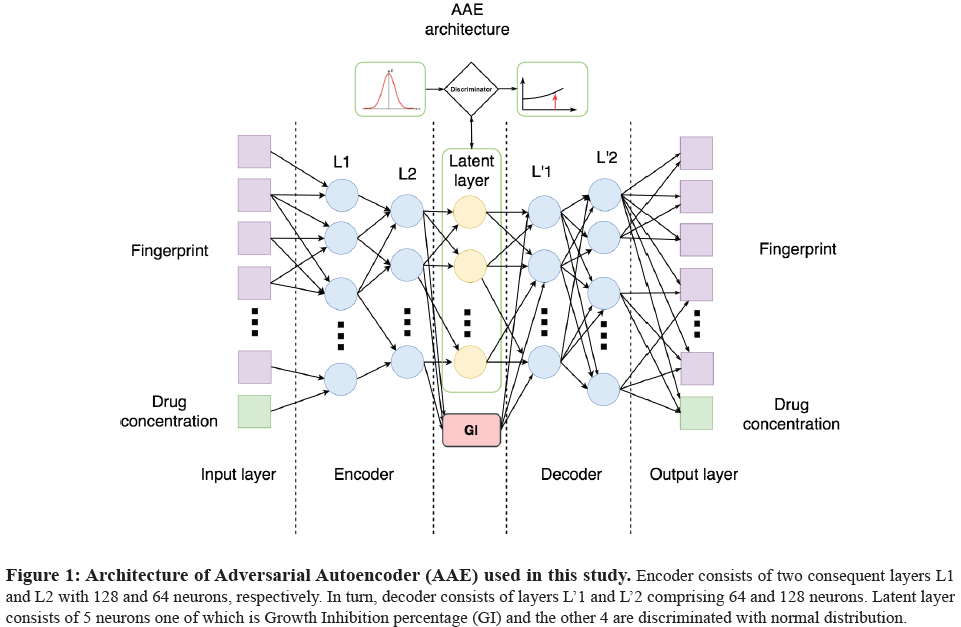 AAE
architecture
Discriminator
L1
L2
Latent
layer
L'1
L'2
Fingerprint
Fingerprint
Drug
concentration
GI
Drug
concentration
Input layer
Encoder
Decoder
Output layer
Figure 1: Architecture of Adversarial Autoencoder (AAE) used in this study. Encoder consists of two consequent layers L1
and L2 with 128 and 64 neurons, respectively. In turn, decoder consists of layers L’1 and L’2 comprising 64 and 128 neurons. Latent layer
consists of 5 neurons one of which is Growth Inhibition percentage (GI) and the other 4 are discriminated with normal distribution.